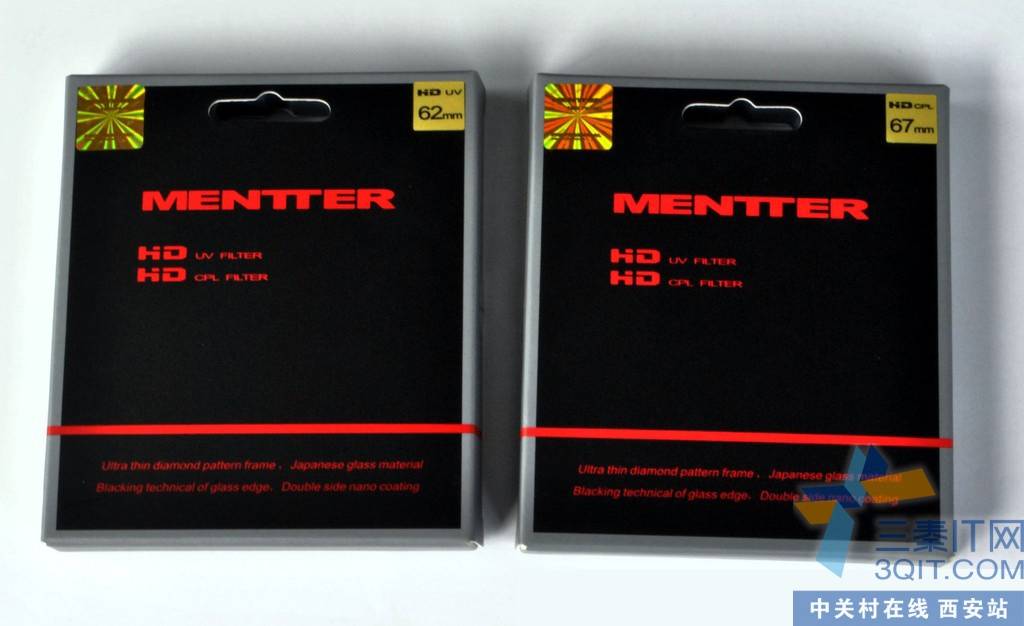 HD UV
62mm
MENTTER
HD UV FILTER
HD CPL FILTER
Ultra thin diamond pattern frame， Japanese glass material
Blacking technical of glass edge， Double side nano coating
HD CPL
67mm
MENTTER
HD UV FILTER
HD CPL FILTER
Ultra thin diamond pattern frame， Japanese glass material
Blacking technical of glass edge， Double side nano coating
三秦IT网
3QIT.COM
中关村在线 西安站